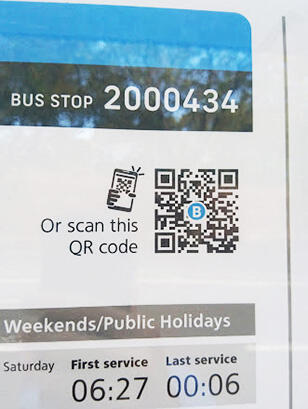 BUS STOP 2000434
Or scan this
QR code
B
Weekends/Public Holidays
Saturday First service Last service
06:27 00:06